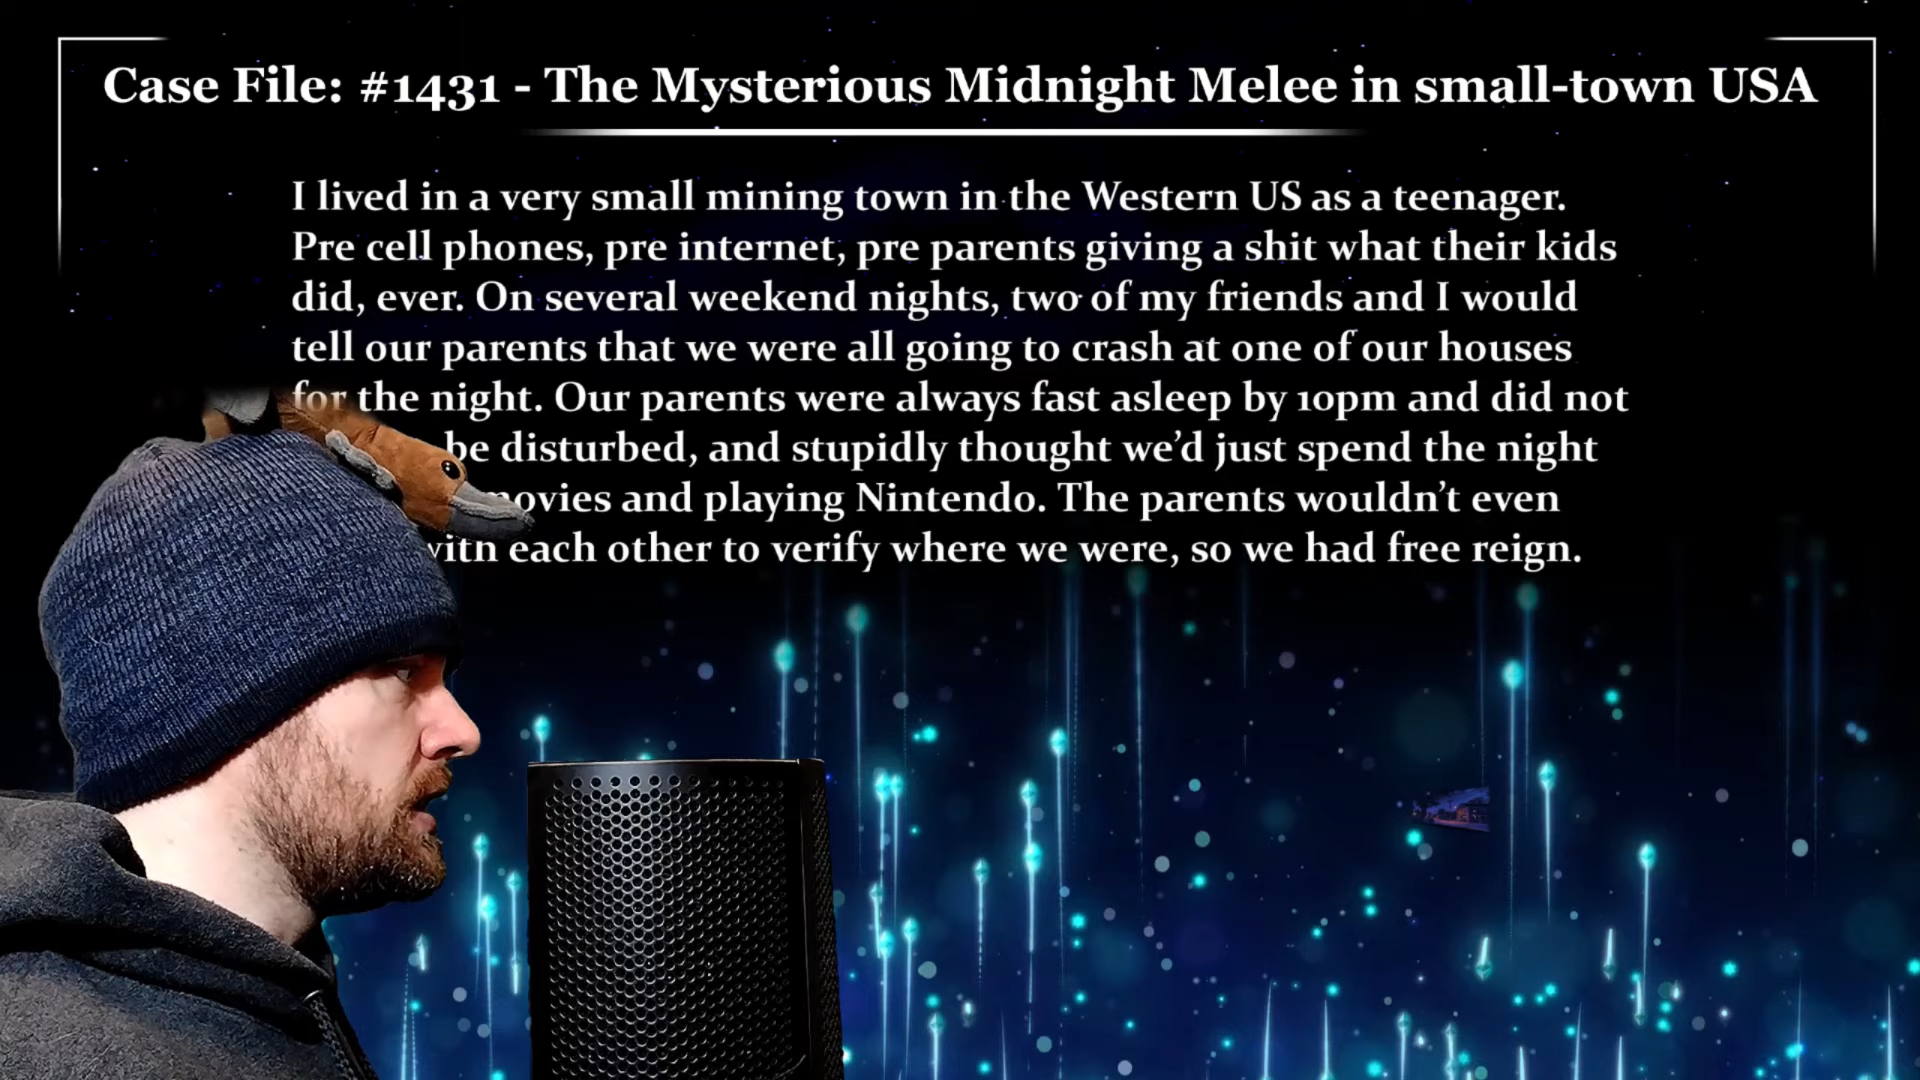 Case File: #1431 - The Mysterious Midnight Melee in small-town USA
I lived in a very small mining town in the Western US as a teenager.
Pre cell phones, pre internet, pre parents giving a shit what their kids
did, ever. On several weekend nights, two of my friends and I would
tell our parents that we were all going to crash at one of our houses
for the night. Our parents were always fast asleep by 10pm and did not
be disturbed, and stupidly thought we'd just spend the night
and playing Nintendo. The parents wouldn't even
each other to verify where we were, so we had free reign.